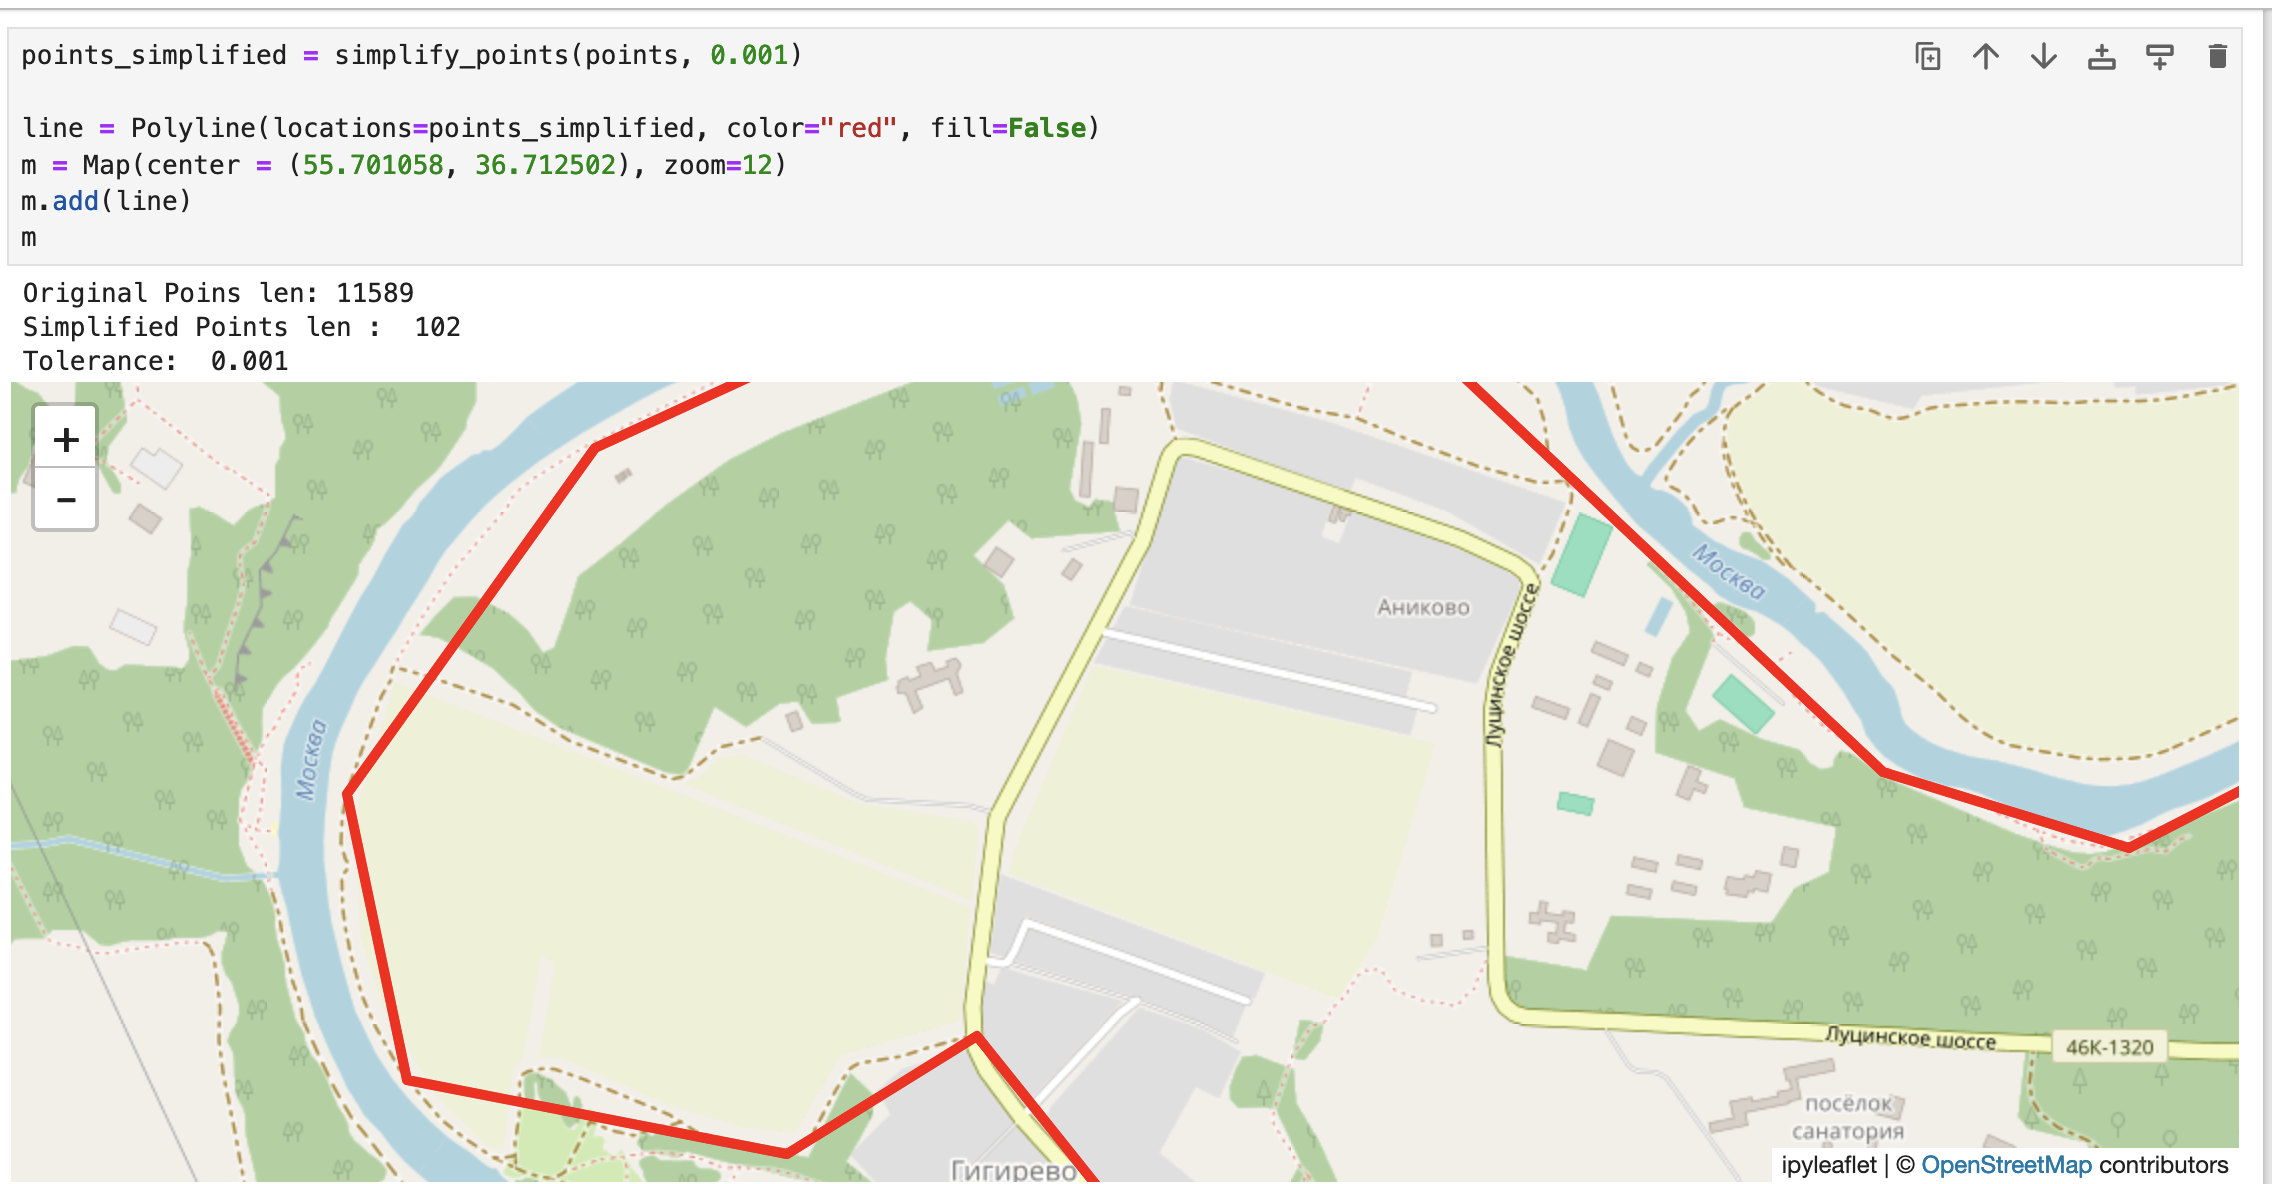 points_simplified = simplify_points(points, 0.001)
line = Polyline(locations=points_simplified, color="red", fill=False)
m = Map(center = (55.701058, 36.712502), zoom=12)
m.add(line)
m
Original Poins len: 11589
Simplified Points len :  102
Tolerance:  0.001
+
-
Москва
Аниково
Луцинское шоссе
Москва
Луцинское шоссе
46К-1320
посёлок
санатория
Гигирево
ipyleaflet | © OpenStreetMap contributors